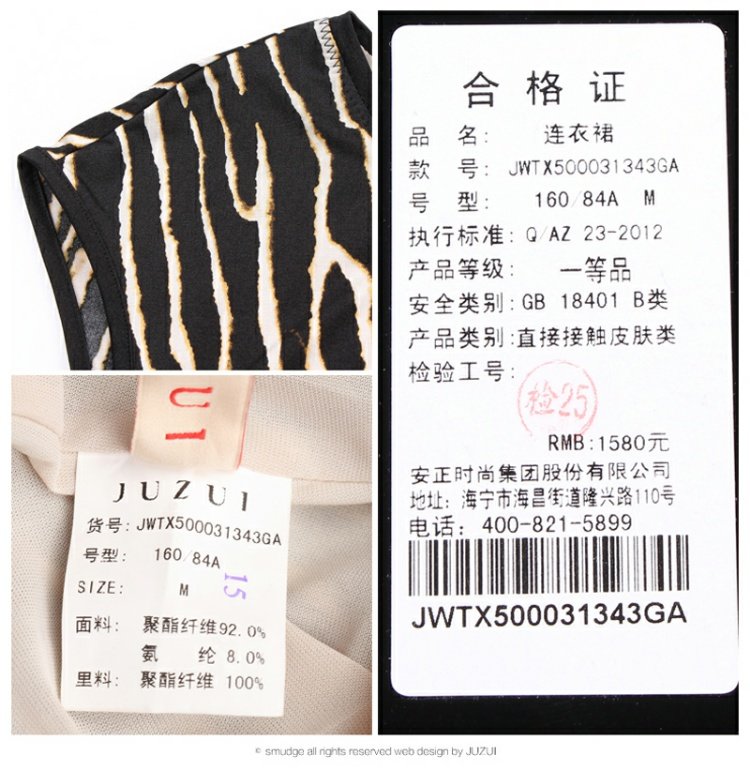 合格证
品 名: 连衣裙
款 号: JWTX500031343GA
号 型: 160/84A M
执行标准: Q/AZ 23-2012
产品等级: 一等品
安全类别: GB 18401 B类
产品类别: 直接接触皮肤类
检验工号:
检25
RMB:1580元
安正时尚集团股份有限公司
地址: 海宁市海昌街道隆兴路110号
电话: 400-821-5899
JWTX500031343GA
UI
JUZUI
货号: JWTX500031343GA
号型: 160/84A
SIZE: M
15
面料: 聚酯纤维92.0%
氨 纶 8.0%
里料: 聚酯纤维 100%
© smudge all rights reserved web design by JUZUI